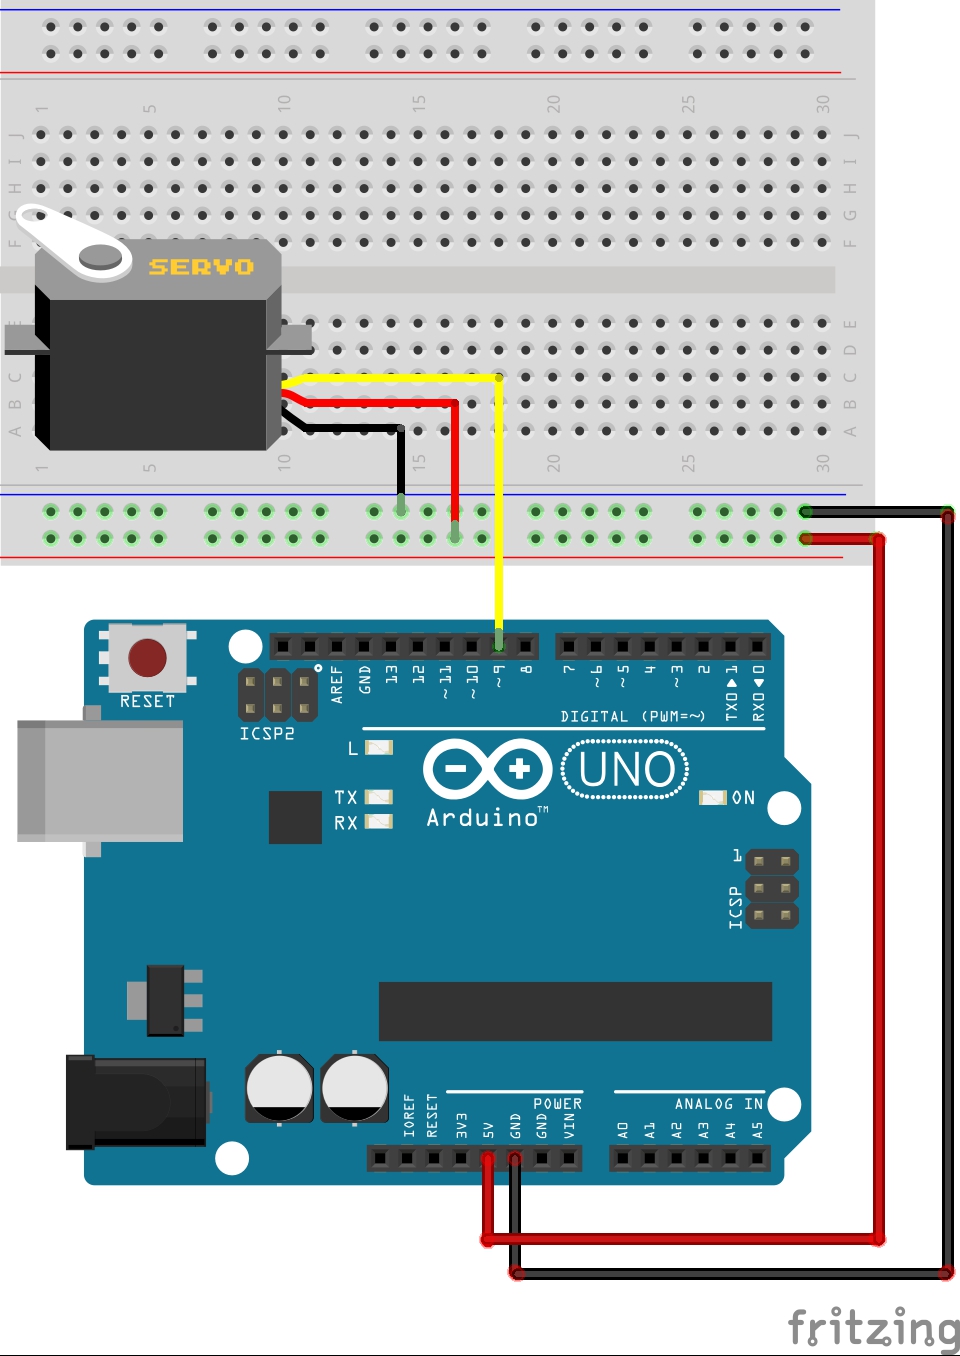 1 5 10 15 20 25 30
J J
I I
H H
G G
F F
SERVO
E E
D
C C
B B
A A
1 5 10 15 20 25 30
RESET
ICSP2
AREF
GND
13
12
~11
~10
~9
8
7
~6
~5
4
~3
2
TX0▶1
RX0◀0
DIGITAL (PWM=~)
L
TX
RX
Arduino™
UNO
ON
1
ICSP
POWER
ANALOG IN
IOREF
RESET
3V3
5V
GND
GND
VIN
A0
A1
A2
A3
A4
A5
fritzing